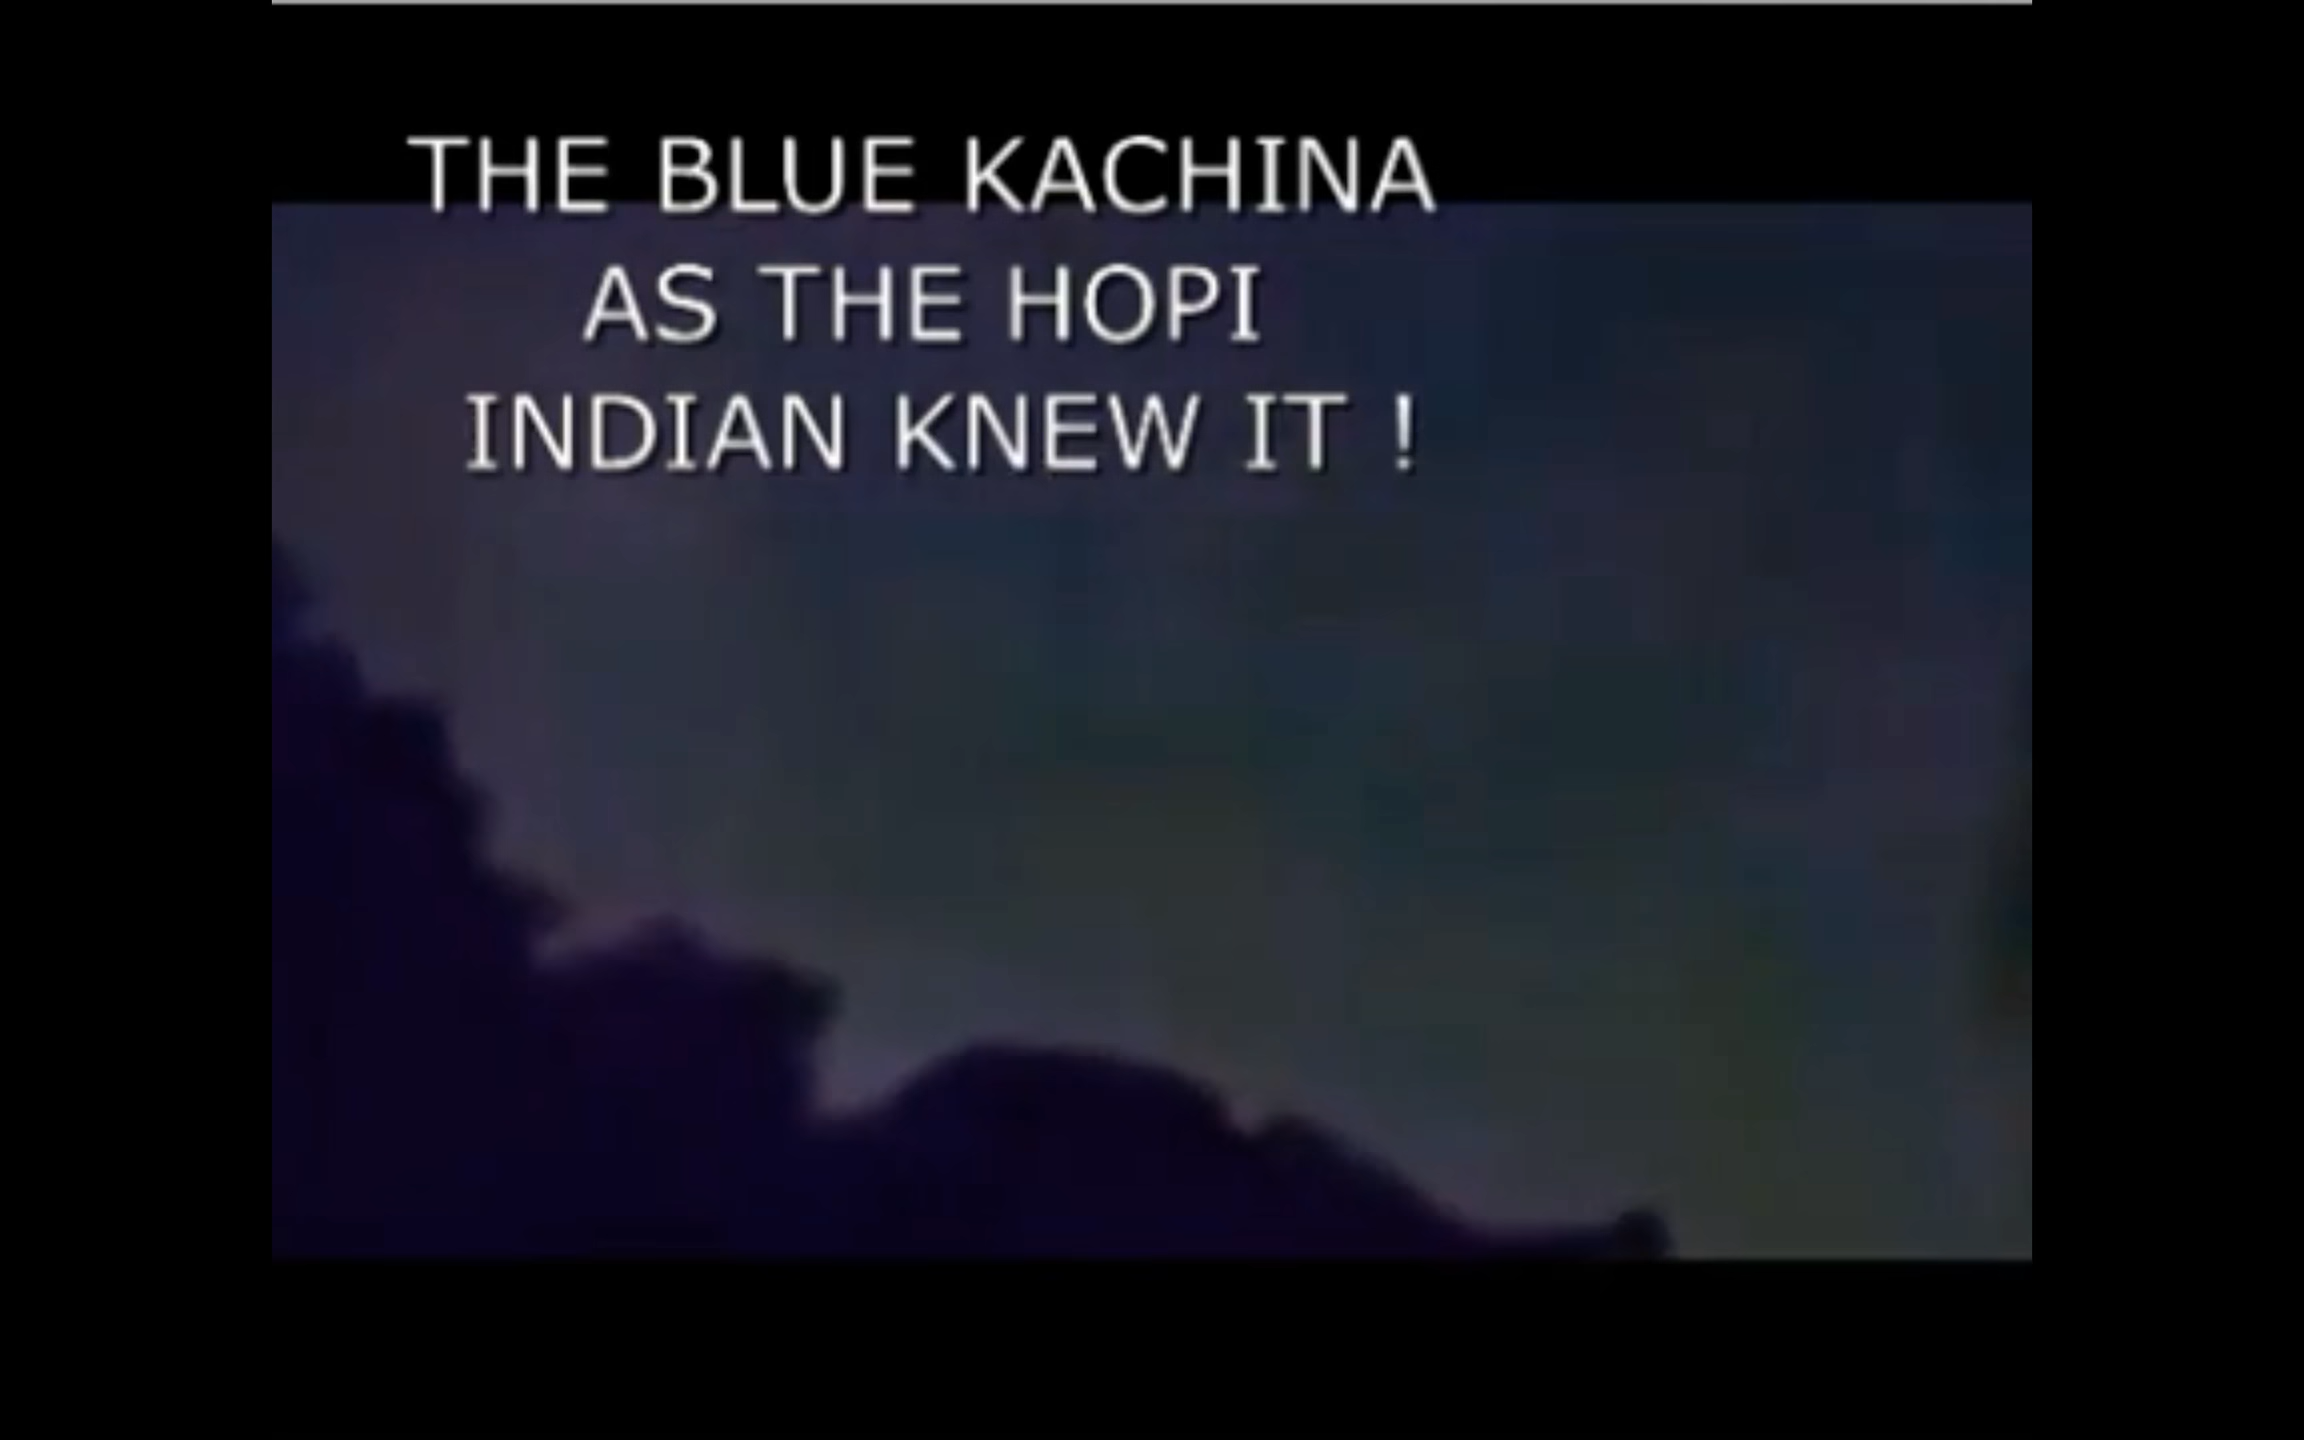 THE BLUE KACHINA
AS THE HOPI
INDIAN KNEW IT !